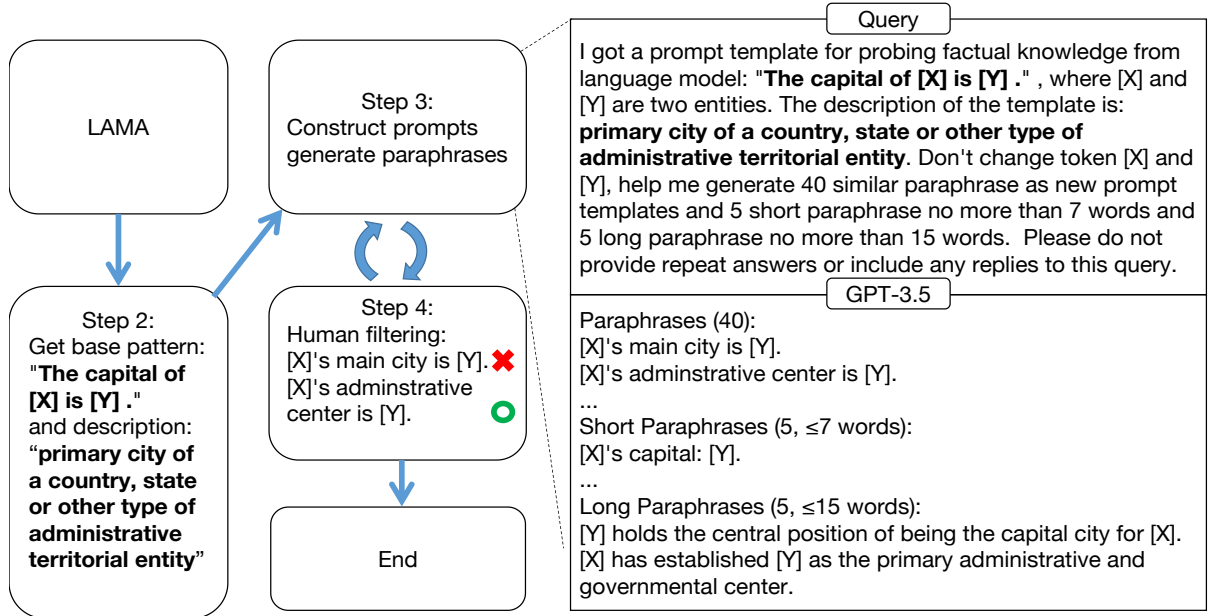 LAMA
Step 2:
Get base pattern:
"The capital of
[X] is [Y] ."
and description:
“primary city of
a country, state
or other type of
administrative
territorial entity”
Step 3:
Construct prompts
generate paraphrases
Step 4:
Human filtering:
[X]'s main city is [Y].
[X]'s adminstrative
center is [Y].
End
Query
I got a prompt template for probing factual knowledge from
language model: "The capital of [X] is [Y] ." , where [X] and
[Y] are two entities. The description of the template is:
primary city of a country, state or other type of
administrative territorial entity. Don't change token [X] and
[Y], help me generate 40 similar paraphrase as new prompt
templates and 5 short paraphrase no more than 7 words and
5 long paraphrase no more than 15 words. Please do not
provide repeat answers or include any replies to this query.
GPT-3.5
Paraphrases (40):
[X]'s main city is [Y].
[X]'s adminstrative center is [Y].
...
Short Paraphrases (5, ≤7 words):
[X]'s capital: [Y].
...
Long Paraphrases (5, ≤15 words):
[Y] holds the central position of being the capital city for [X].
[X] has established [Y] as the primary administrative and
governmental center.